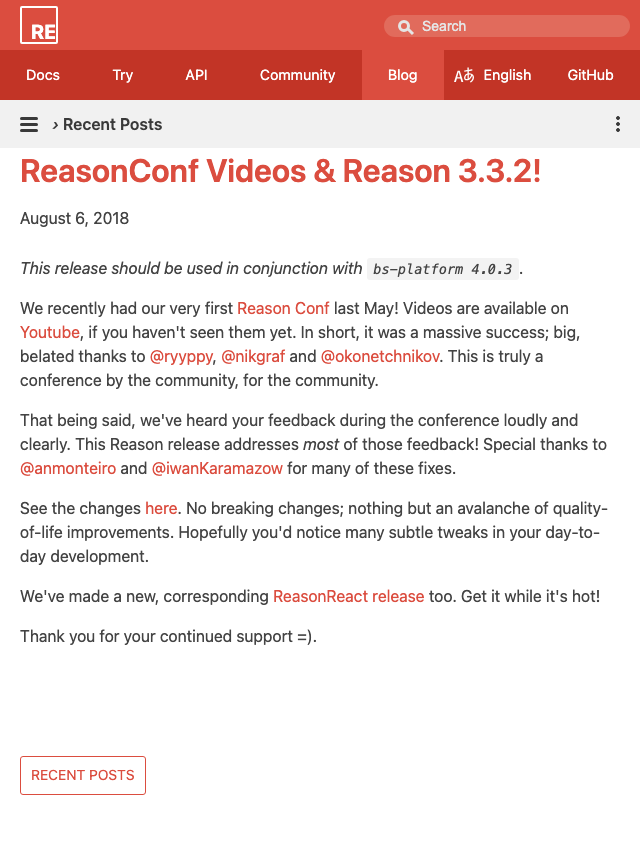 RE
Search
Docs Try API Community Blog Aあ English GitHub
› Recent Posts
ReasonConf Videos & Reason 3.3.2!
August 6, 2018
This release should be used in conjunction with bs-platform 4.0.3.
We recently had our very first Reason Conf last May! Videos are available on
Youtube, if you haven't seen them yet. In short, it was a massive success; big,
belated thanks to @ryyppy, @nikgraf and @okonetchnikov. This is truly a
conference by the community, for the community.
That being said, we've heard your feedback during the conference loudly and
clearly. This Reason release addresses most of those feedback! Special thanks to
@anmonteiro and @iwanKaramazow for many of these fixes.
See the changes here. No breaking changes; nothing but an avalanche of quality-
of-life improvements. Hopefully you'd notice many subtle tweaks in your day-to-
day development.
We've made a new, corresponding ReasonReact release too. Get it while it's hot!
Thank you for your continued support =).
RECENT POSTS